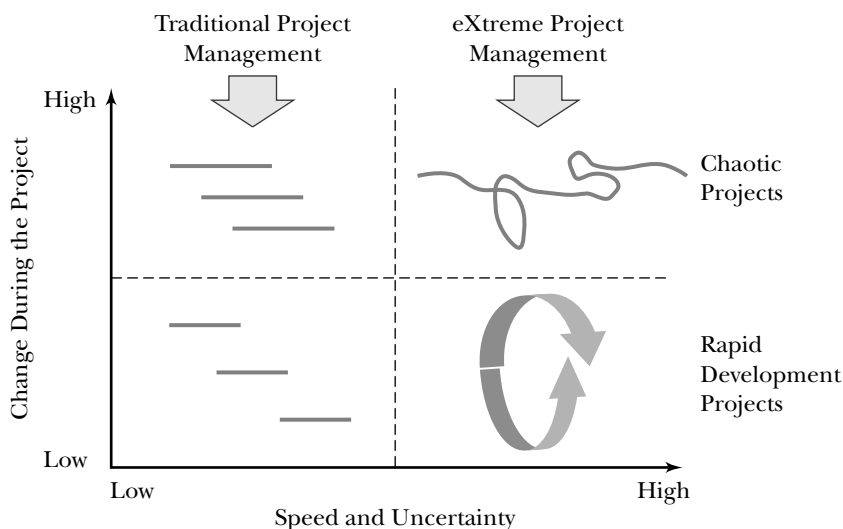 Traditional Project
Management
eXtreme Project
Management
High
Chaotic
Projects
Change During the Project
Rapid
Development
Projects
Low
Low
High
Speed and Uncertainty